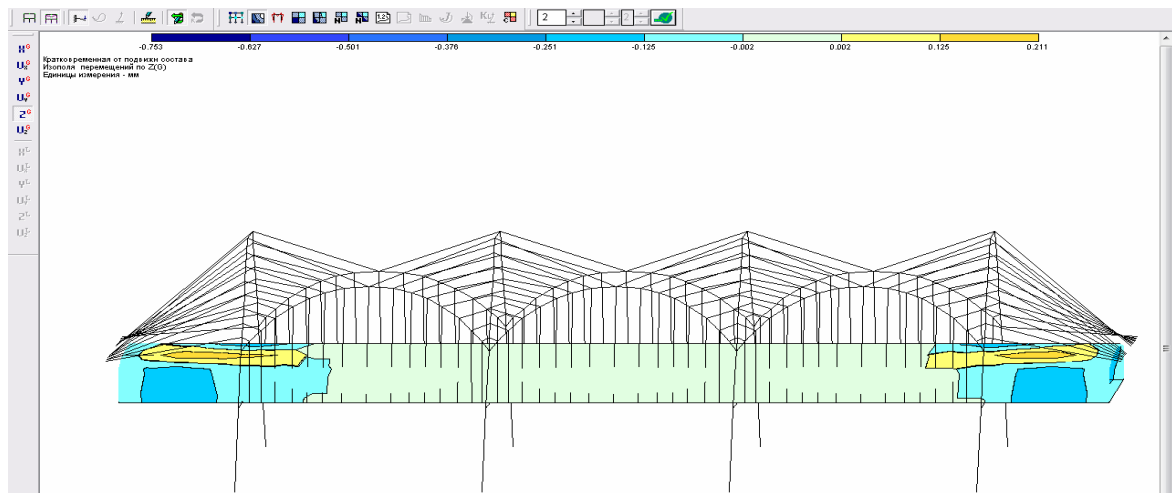 2
2
-0.753 -0.627 -0.501 -0.376 -0.251 -0.125 -0.002 0.002 0.125 0.211
Кратковременная от подвижн состава
Изополя перемещений по Z(G)
Единицы измерения - мм